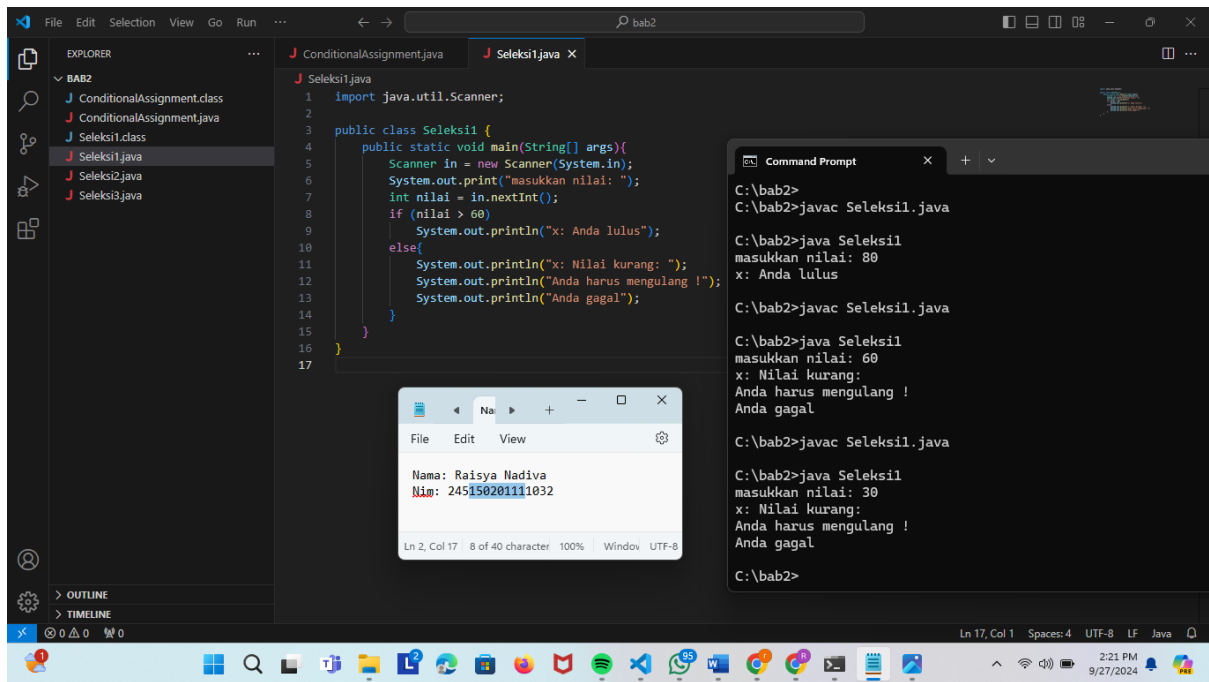 File Edit Selection View Go Run ···
bab2
EXPLORER ···
BAB2
ConditionalAssignment.class
ConditionalAssignment.java
Seleksi1.class
Seleksi1.java
Seleksi2.java
Seleksi3.java
OUTLINE
TIMELINE
ConditionalAssignment.java
Seleksi1.java
Seleksi1.java
1 import java.util.Scanner;
2
3 public class Seleksi1 {
4 public static void main(String[] args){
5 Scanner in = new Scanner(System.in);
6 System.out.print("masukkan nilai: ");
7 int nilai = in.nextInt();
8 if (nilai > 60)
9 System.out.println("x: Anda lulus");
10 else{
11 System.out.println("x: Nilai kurang: ");
12 System.out.println("Anda harus mengulang !");
13 System.out.println("Anda gagal");
14 }
15 }
16 }
17
Na
File Edit View
Nama: Raisya Nadiva
Nim: 245150201111032
Ln 2, Col 17 8 of 40 character 100% Window UTF-8
Command Prompt
C:\bab2>
C:\bab2>javac Seleksi1.java
C:\bab2>java Seleksi1
masukkan nilai: 80
x: Anda lulus
C:\bab2>javac Seleksi1.java
C:\bab2>java Seleksi1
masukkan nilai: 60
x: Nilai kurang:
Anda harus mengulang !
Anda gagal
C:\bab2>javac Seleksi1.java
C:\bab2>java Seleksi1
masukkan nilai: 30
x: Nilai kurang:
Anda harus mengulang !
Anda gagal
C:\bab2>
0 0 0
Ln 17, Col 1 Spaces: 4 UTF-8 LF Java
1
2
95
2:21 PM
9/27/2024
PRE